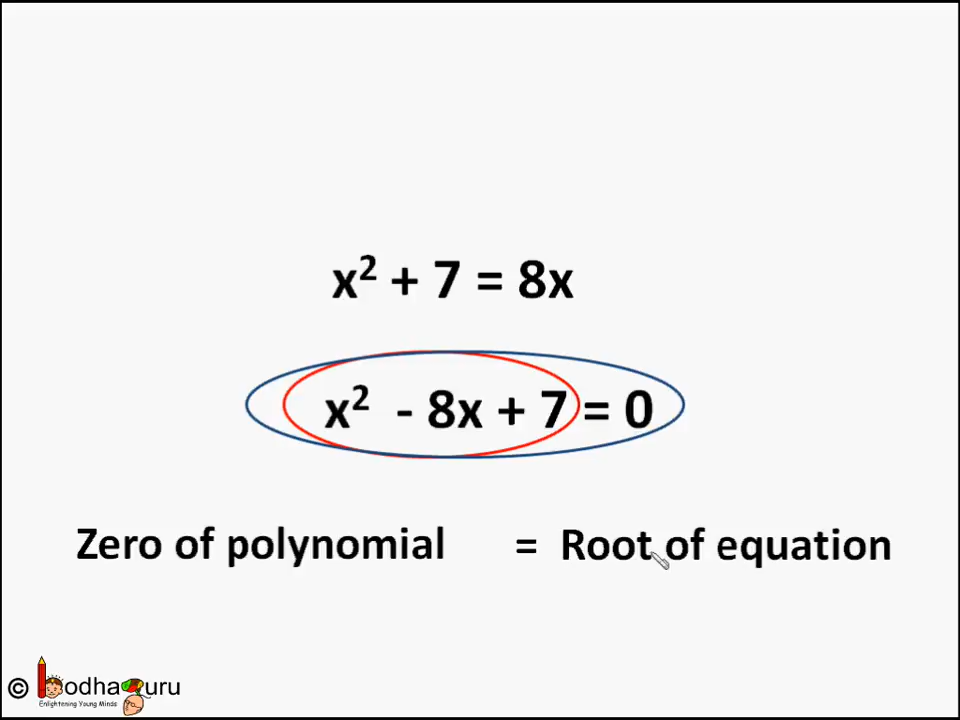 x² + 7 = 8x
x² - 8x + 7 = 0
Zero of polynomial = Root of equation
© bodhaGuru
Enlightening Young Minds